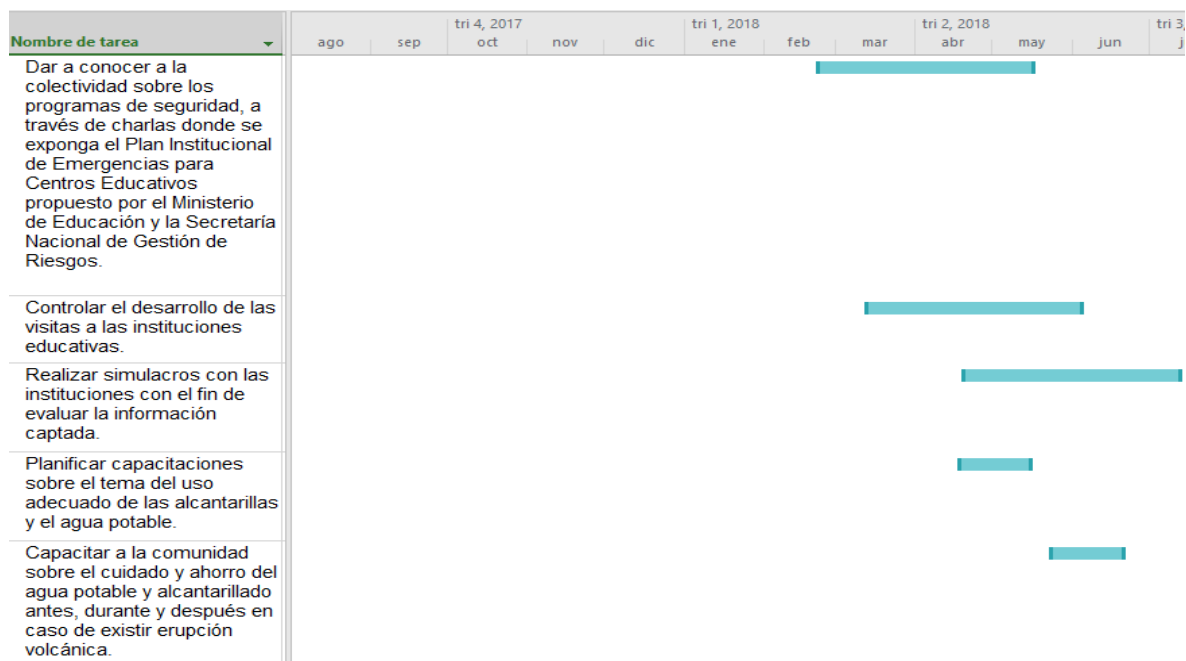 tri 4, 2017 tri 1, 2018 tri 2, 2018 tri 3,
Nombre de tarea ago sep oct nov dic ene feb mar abr may jun j
Dar a conocer a la
colectividad sobre los
programas de seguridad, a
través de charlas donde se
exponga el Plan Institucional
de Emergencias para
Centros Educativos
propuesto por el Ministerio
de Educación y la Secretaría
Nacional de Gestión de
Riesgos.
Controlar el desarrollo de las
visitas a las instituciones
educativas.
Realizar simulacros con las
instituciones con el fin de
evaluar la información
captada.
Planificar capacitaciones
sobre el tema del uso
adecuado de las alcantarillas
y el agua potable.
Capacitar a la comunidad
sobre el cuidado y ahorro del
agua potable y alcantarillado
antes, durante y después en
caso de existir erupción
volcánica.